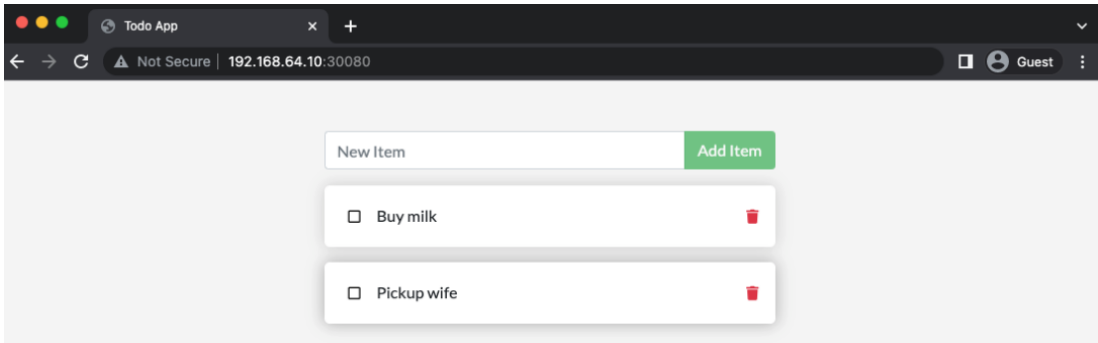 Todo App
Not Secure 192.168.64.10:30080 Guest
New Item Add Item
Buy milk
Pickup wife